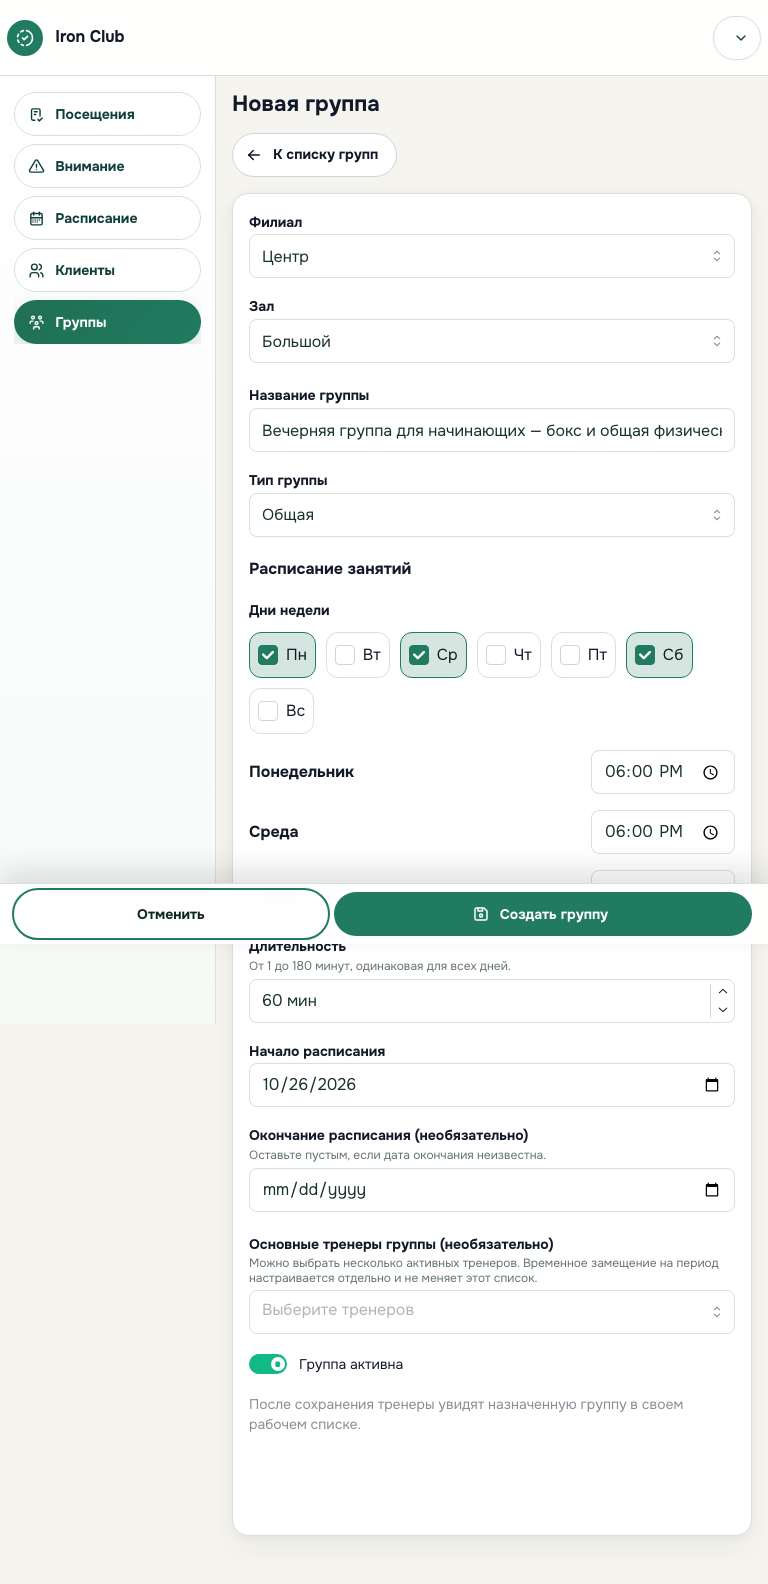 Iron Club
Посещения
Внимание
Расписание
Клиенты
Группы
Новая группа
К списку групп
Филиал
Центр
Зал
Большой
Название группы
Вечерняя группа для начинающих — бокс и общая физическ
Тип группы
Общая
Расписание занятий
Дни недели
Пн
Вт
Ср
Чт
Пт
Сб
Вс
Понедельник
06:00 PM
Среда
06:00 PM
Отменить
Создать группу
Длительность
От 1 до 180 минут, одинаковая для всех дней.
60 мин
Начало расписания
10/26/2026
Окончание расписания (необязательно)
Оставьте пустым, если дата окончания неизвестна.
mm/dd/yyyy
Основные тренеры группы (необязательно)
Можно выбрать несколько активных тренеров. Временное замещение на период
настраивается отдельно и не меняет этот список.
Выберите тренеров
Группа активна
После сохранения тренеры увидят назначенную группу в своем
рабочем списке.